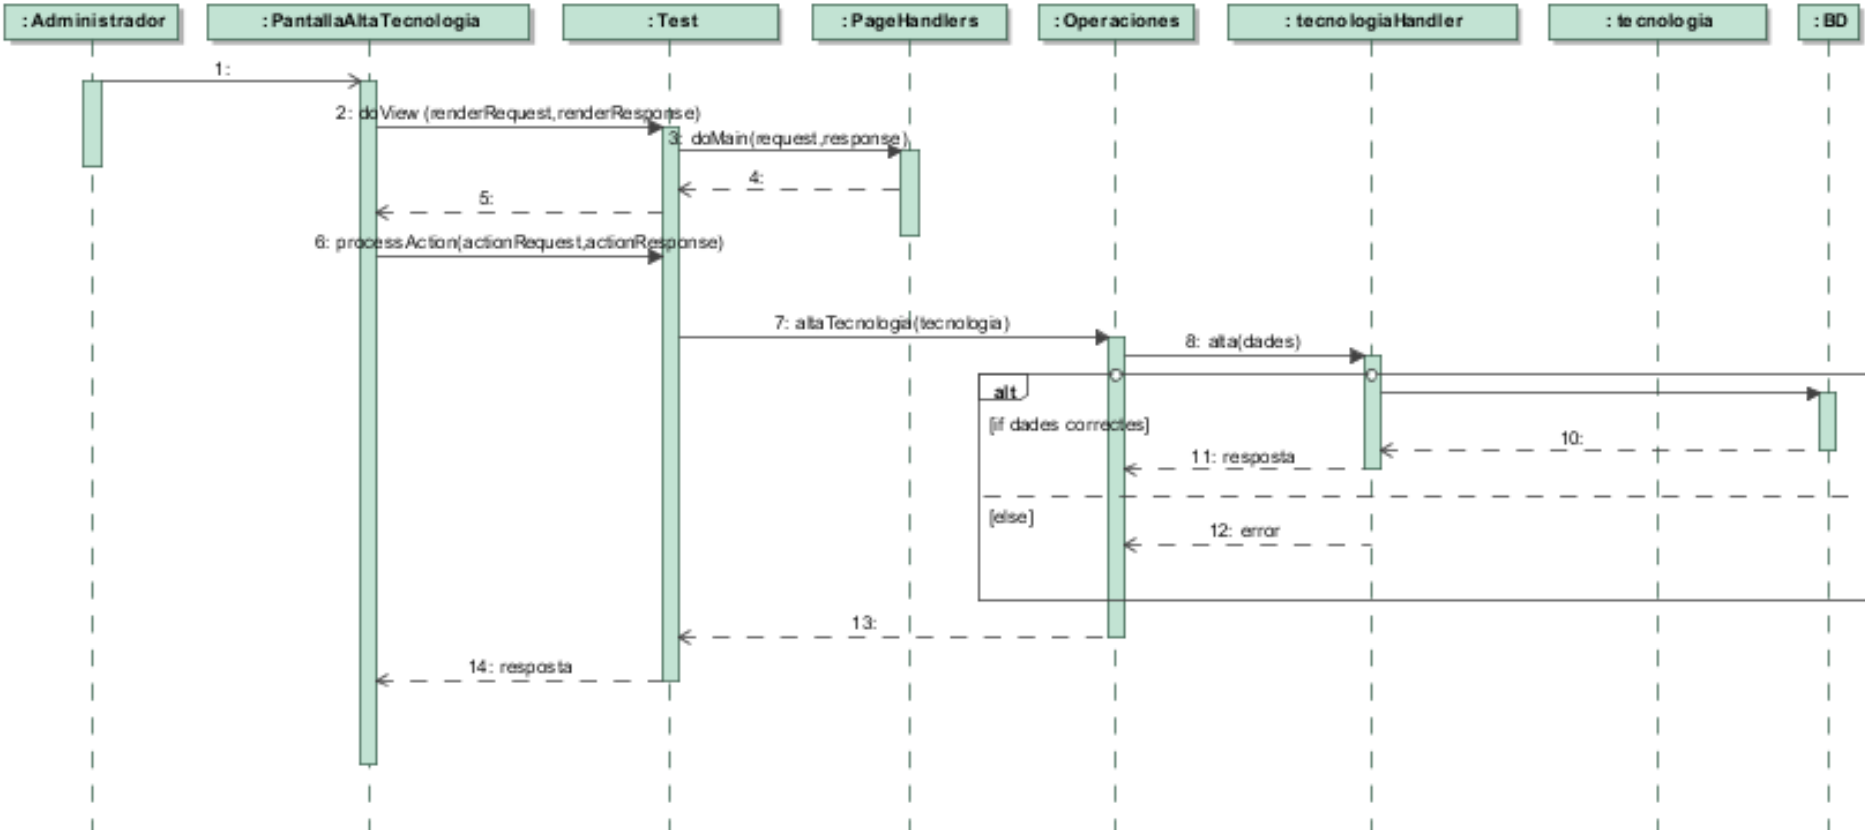 : Administrador
: PantallaAltaTecnologia
: Test
: PageHandlers
: Operaciones
: tecnologiaHandler
: tecnologia
: BD
1:
2: doView (renderRequest,renderResponse)
3: doMain(request,response)
4:
5:
6: processAction(actionRequest,actionResponse)
7: altaTecnologia(tecnologia)
8: alta(dades)
alt
[if dades correctes]
10:
11: resposta
[else]
12: error
13:
14: resposta